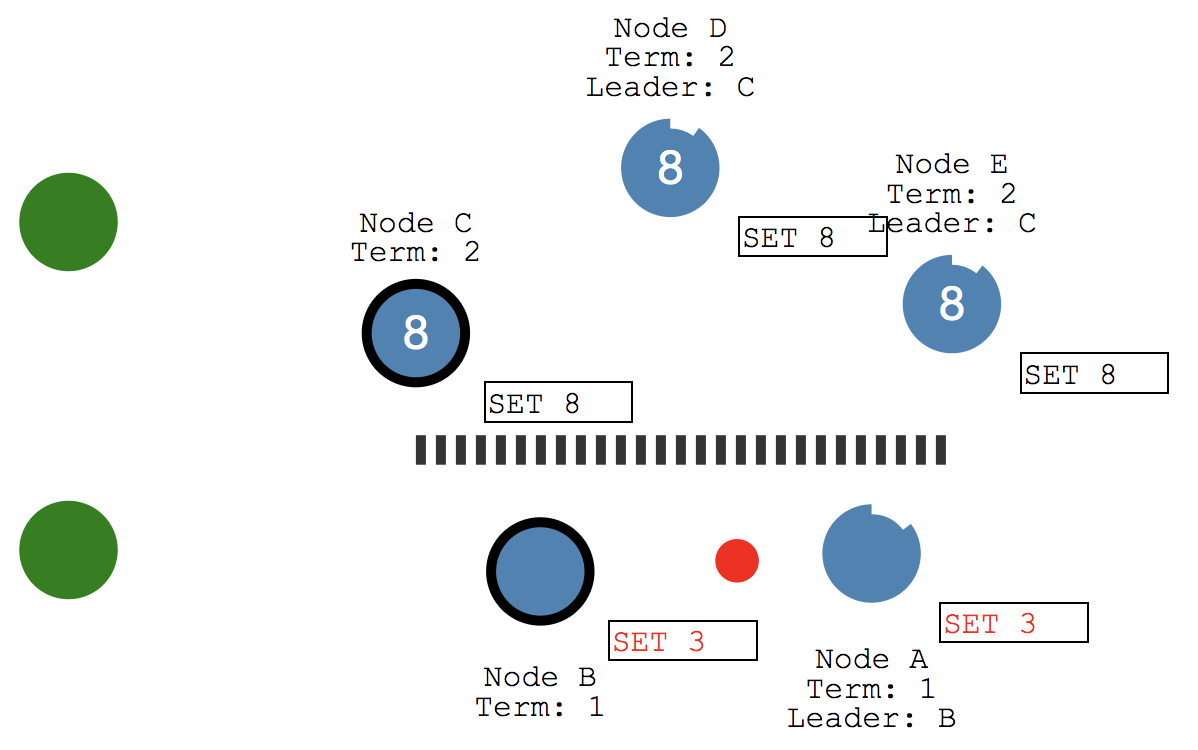 Node D
Term: 2
Leader: C
8
SET 8
Node E
Term: 2
Leader: C
8
SET 8
Node C
Term: 2
8
SET 8
SET 3
Node B
Term: 1
SET 3
Node A
Term: 1
Leader: B